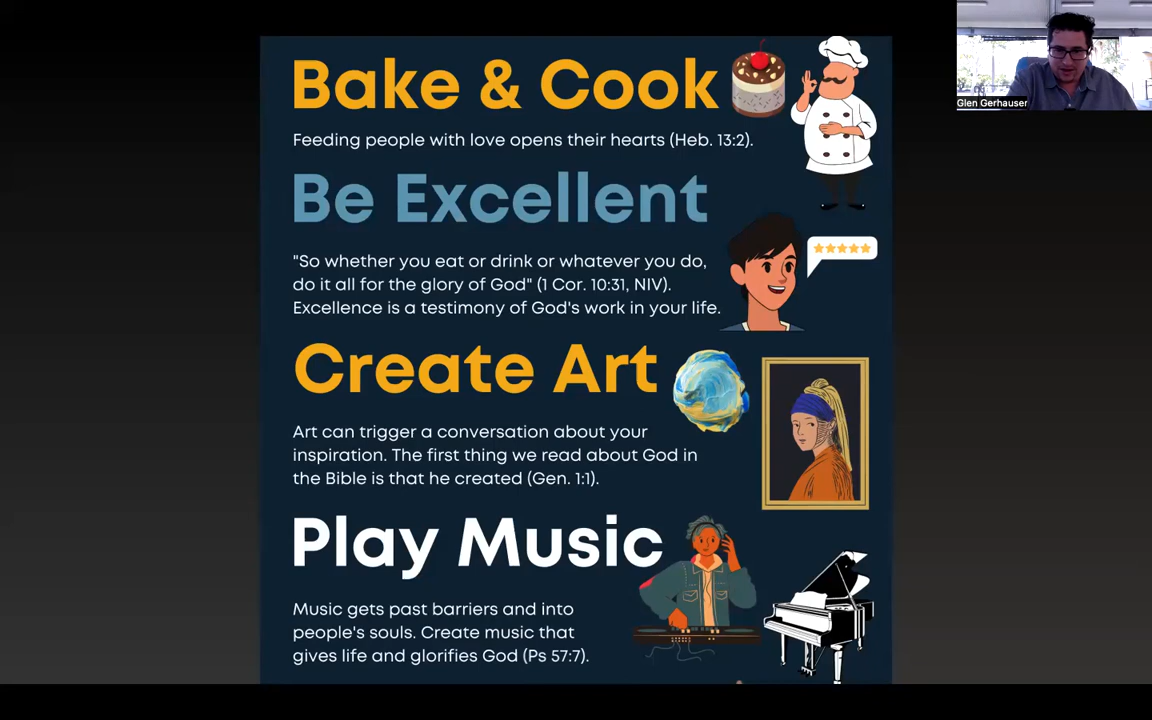 Bake & Cook
Feeding people with love opens their hearts (Heb. 13:2).
Be Excellent
"So whether you eat or drink or whatever you do,
do it all for the glory of God" (1 Cor. 10:31, NIV).
Excellence is a testimony of God's work in your life.
Create Art
Art can trigger a conversation about your
inspiration. The first thing we read about God in
the Bible is that he created (Gen. 1:1).
Play Music
Music gets past barriers and into
people's souls. Create music that
gives life and glorifies God (Ps 57:7).
Glen Gerhauser